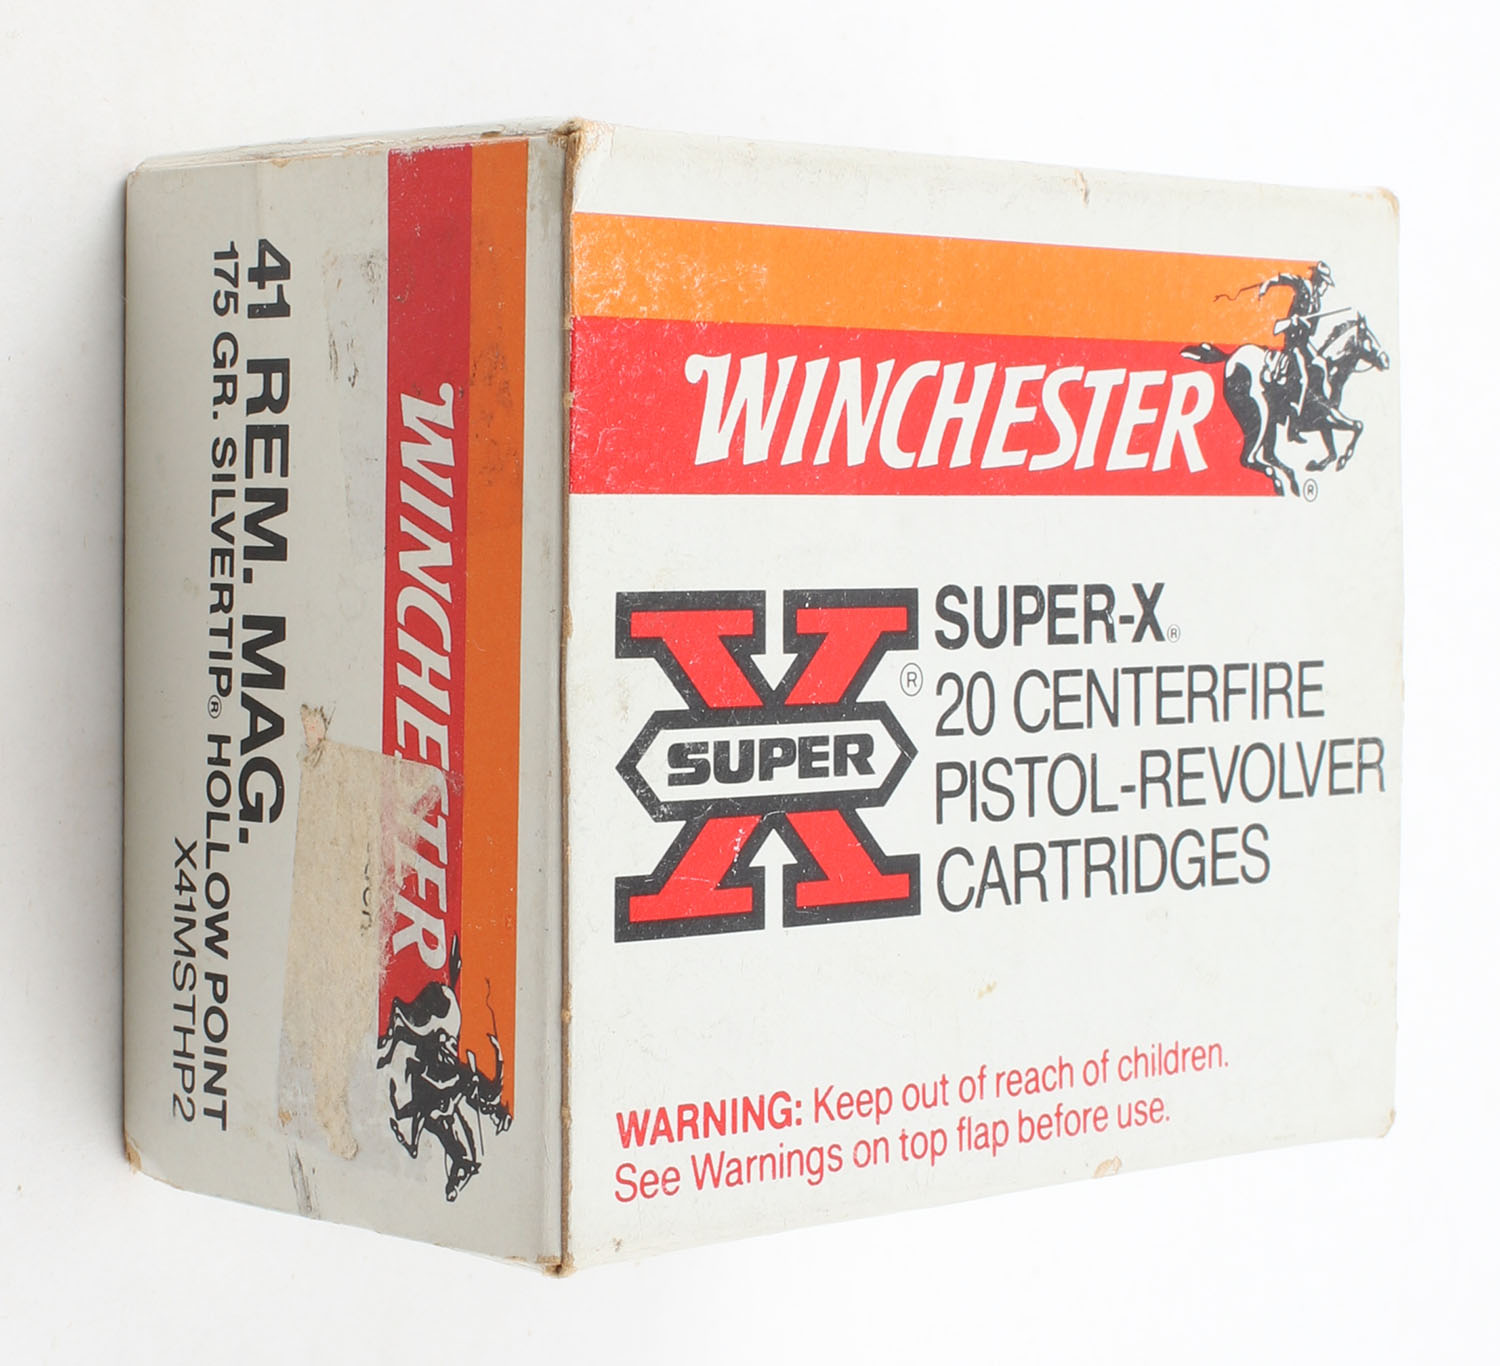 WINCHESTER
®
SUPER
®
SUPER-X®
20 CENTERFIRE
PISTOL-REVOLVER
CARTRIDGES
WARNING: Keep out of reach of children.
See Warnings on top flap before use.
WINCHESTER
41 REM. MAG.
175 GR. SILVERTIP® HOLLOW POINT
X41MSTHP2